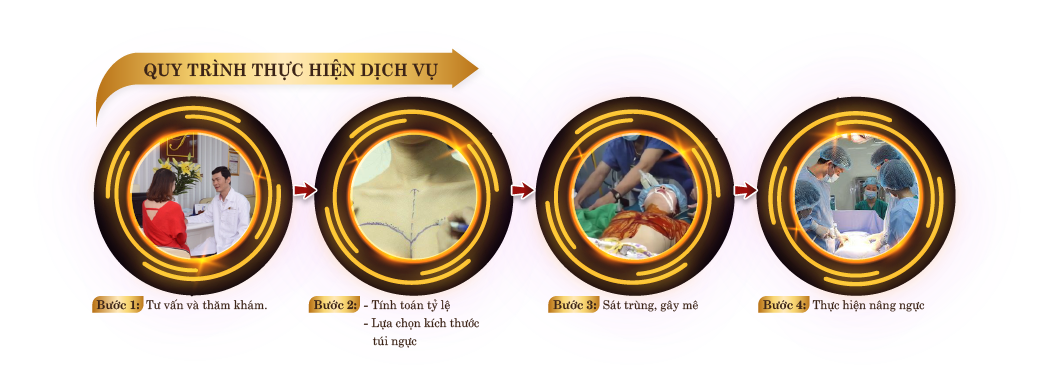 QUY TRÌNH THỰC HIỆN DỊCH VỤ
Bước 1: Tư vấn và thăm khám.
Bước 2: - Tính toán tỷ lệ
- Lựa chọn kích thước
túi ngực
Bước 3: Sát trùng, gây mê
Bước 4: Thực hiện nâng ngực